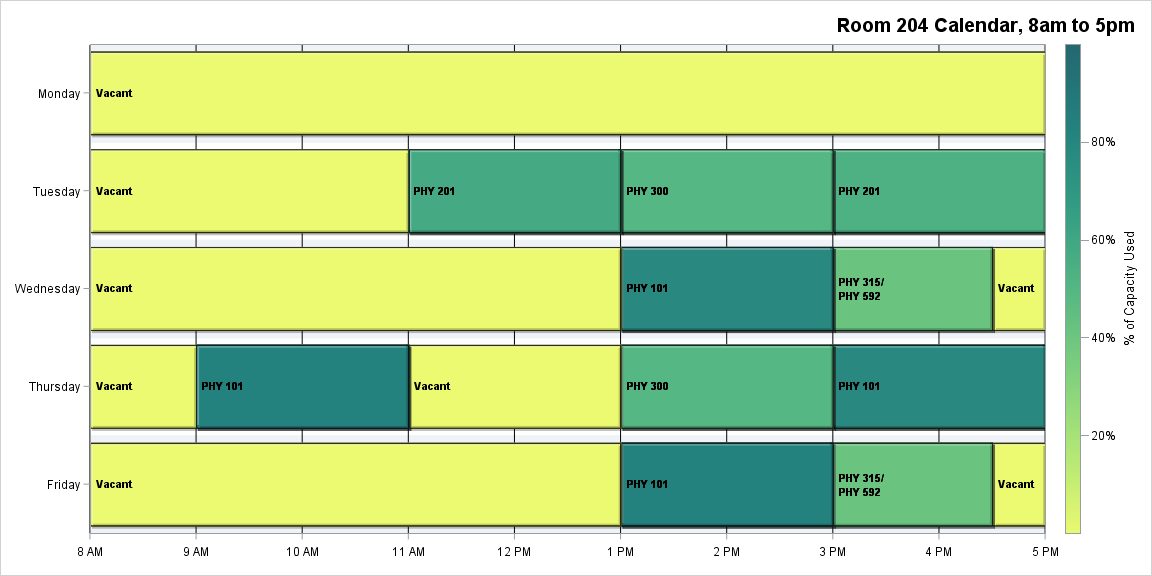 Room 204 Calendar, 8am to 5pm
Monday
Vacant
Tuesday
Vacant
PHY 201
PHY 300
PHY 201
Wednesday
Vacant
PHY 101
PHY 315/
PHY 592
Vacant
Thursday
Vacant
PHY 101
Vacant
PHY 300
PHY 101
Friday
Vacant
PHY 101
PHY 315/
PHY 592
Vacant
8 AM
9 AM
10 AM
11 AM
12 PM
1 PM
2 PM
3 PM
4 PM
5 PM
80%
60%
40%
20%
% of Capacity Used